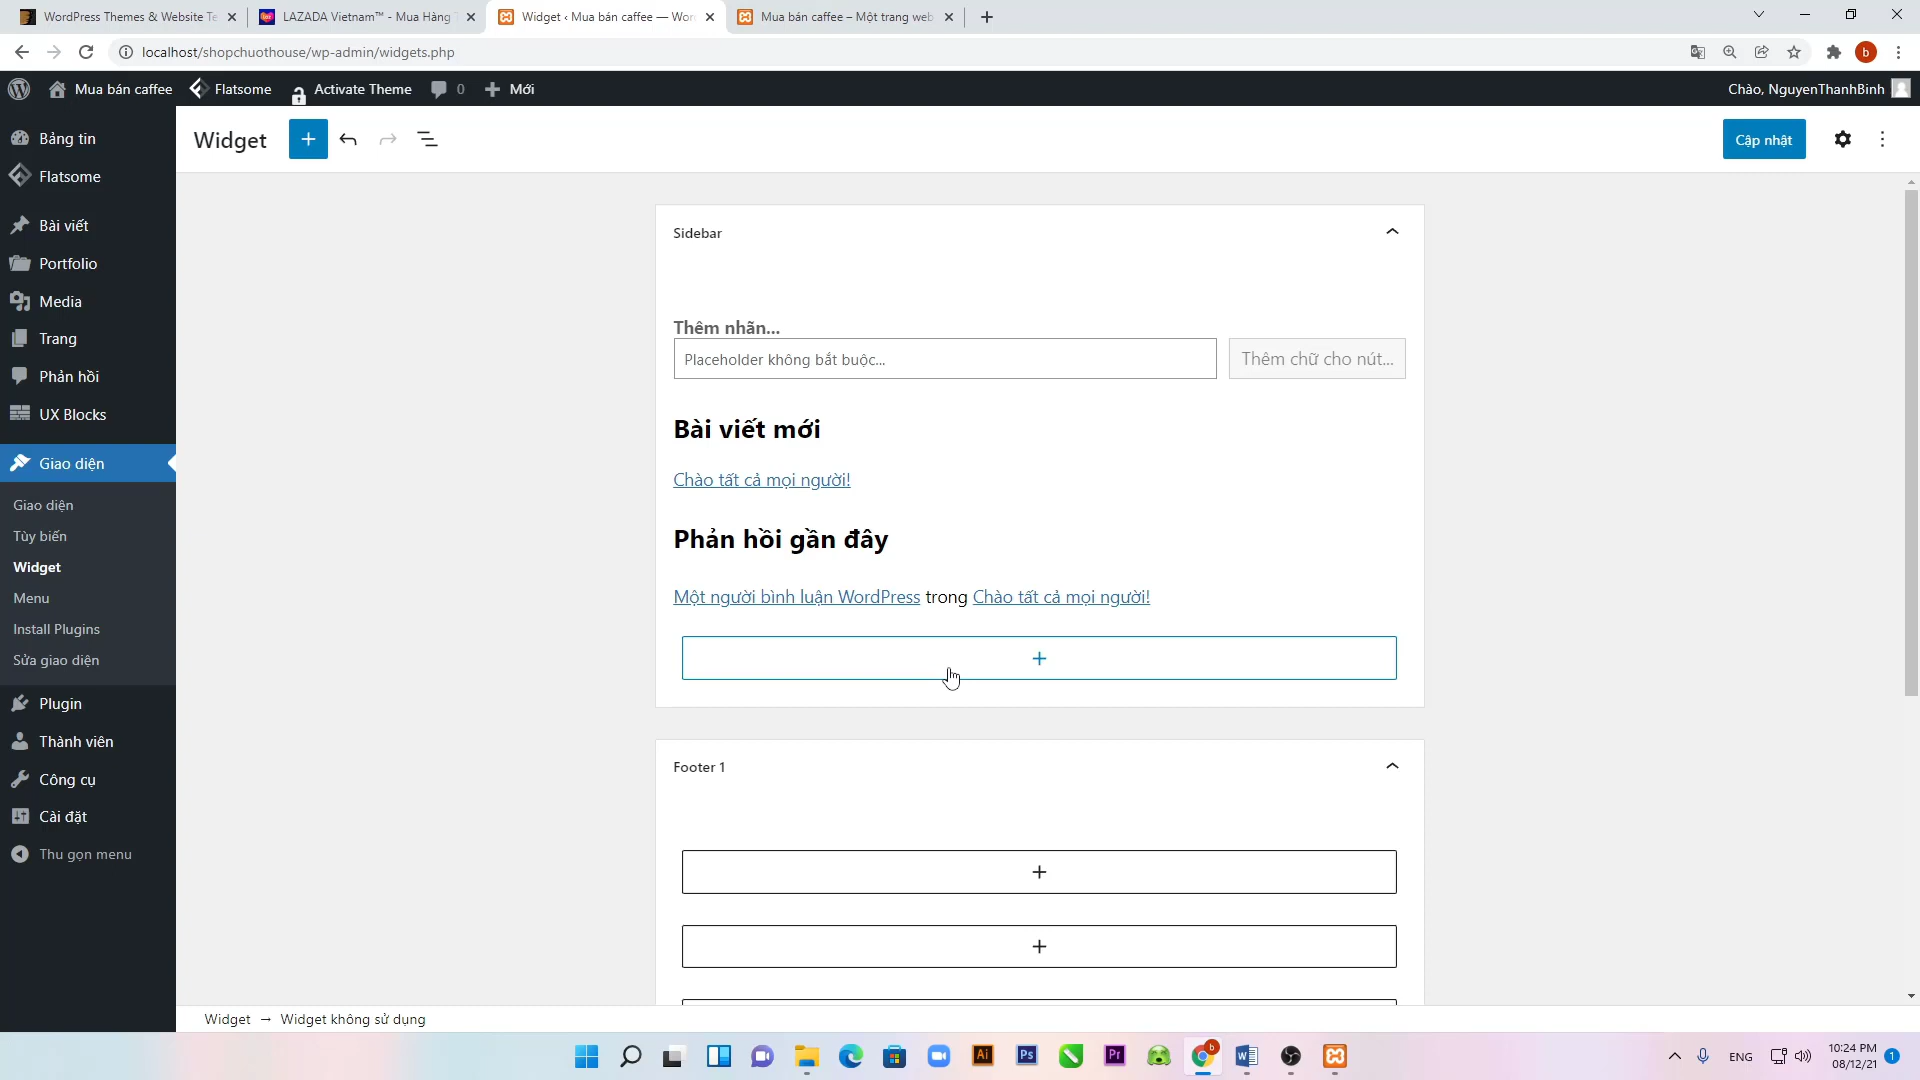 WordPress Themes & Website Te
LAZADA Vietnam™ - Mua Hàng T
Widget ‹ Mua bán caffee — Wor
Mua bán caffee – Một trang web
localhost/shopchuothouse/wp-admin/widgets.php
b
Mua bán caffee
Flatsome
Activate Theme
0
Mới
Chào, NguyenThanhBinh
Bảng tin
Flatsome
Bài viết
Portfolio
Media
Trang
Phản hồi
UX Blocks
Giao diện
Giao diện
Tùy biến
Widget
Menu
Install Plugins
Sửa giao diện
Plugin
Thành viên
Công cụ
Cài đặt
Thu gọn menu
Widget
Cập nhật
Sidebar
Thêm nhãn...
Placeholder không bắt buộc...
Thêm chữ cho nút...
Bài viết mới
Chào tất cả mọi người!
Phản hồi gần đây
Một người bình luận WordPress trong Chào tất cả mọi người!
Footer 1
Widget → Widget không sử dụng
Ai
Ps
Pr
b
W
ENG
10:24 PM
08/12/21
1